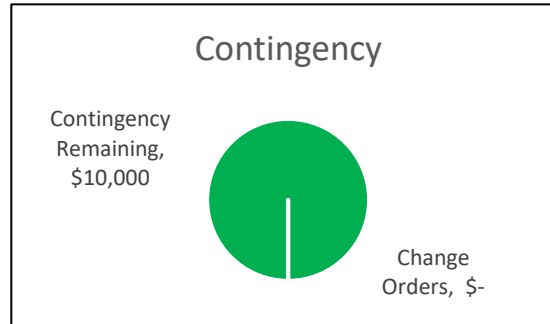 Contingency
Contingency
Remaining,
$10,000
Change
Orders, $-